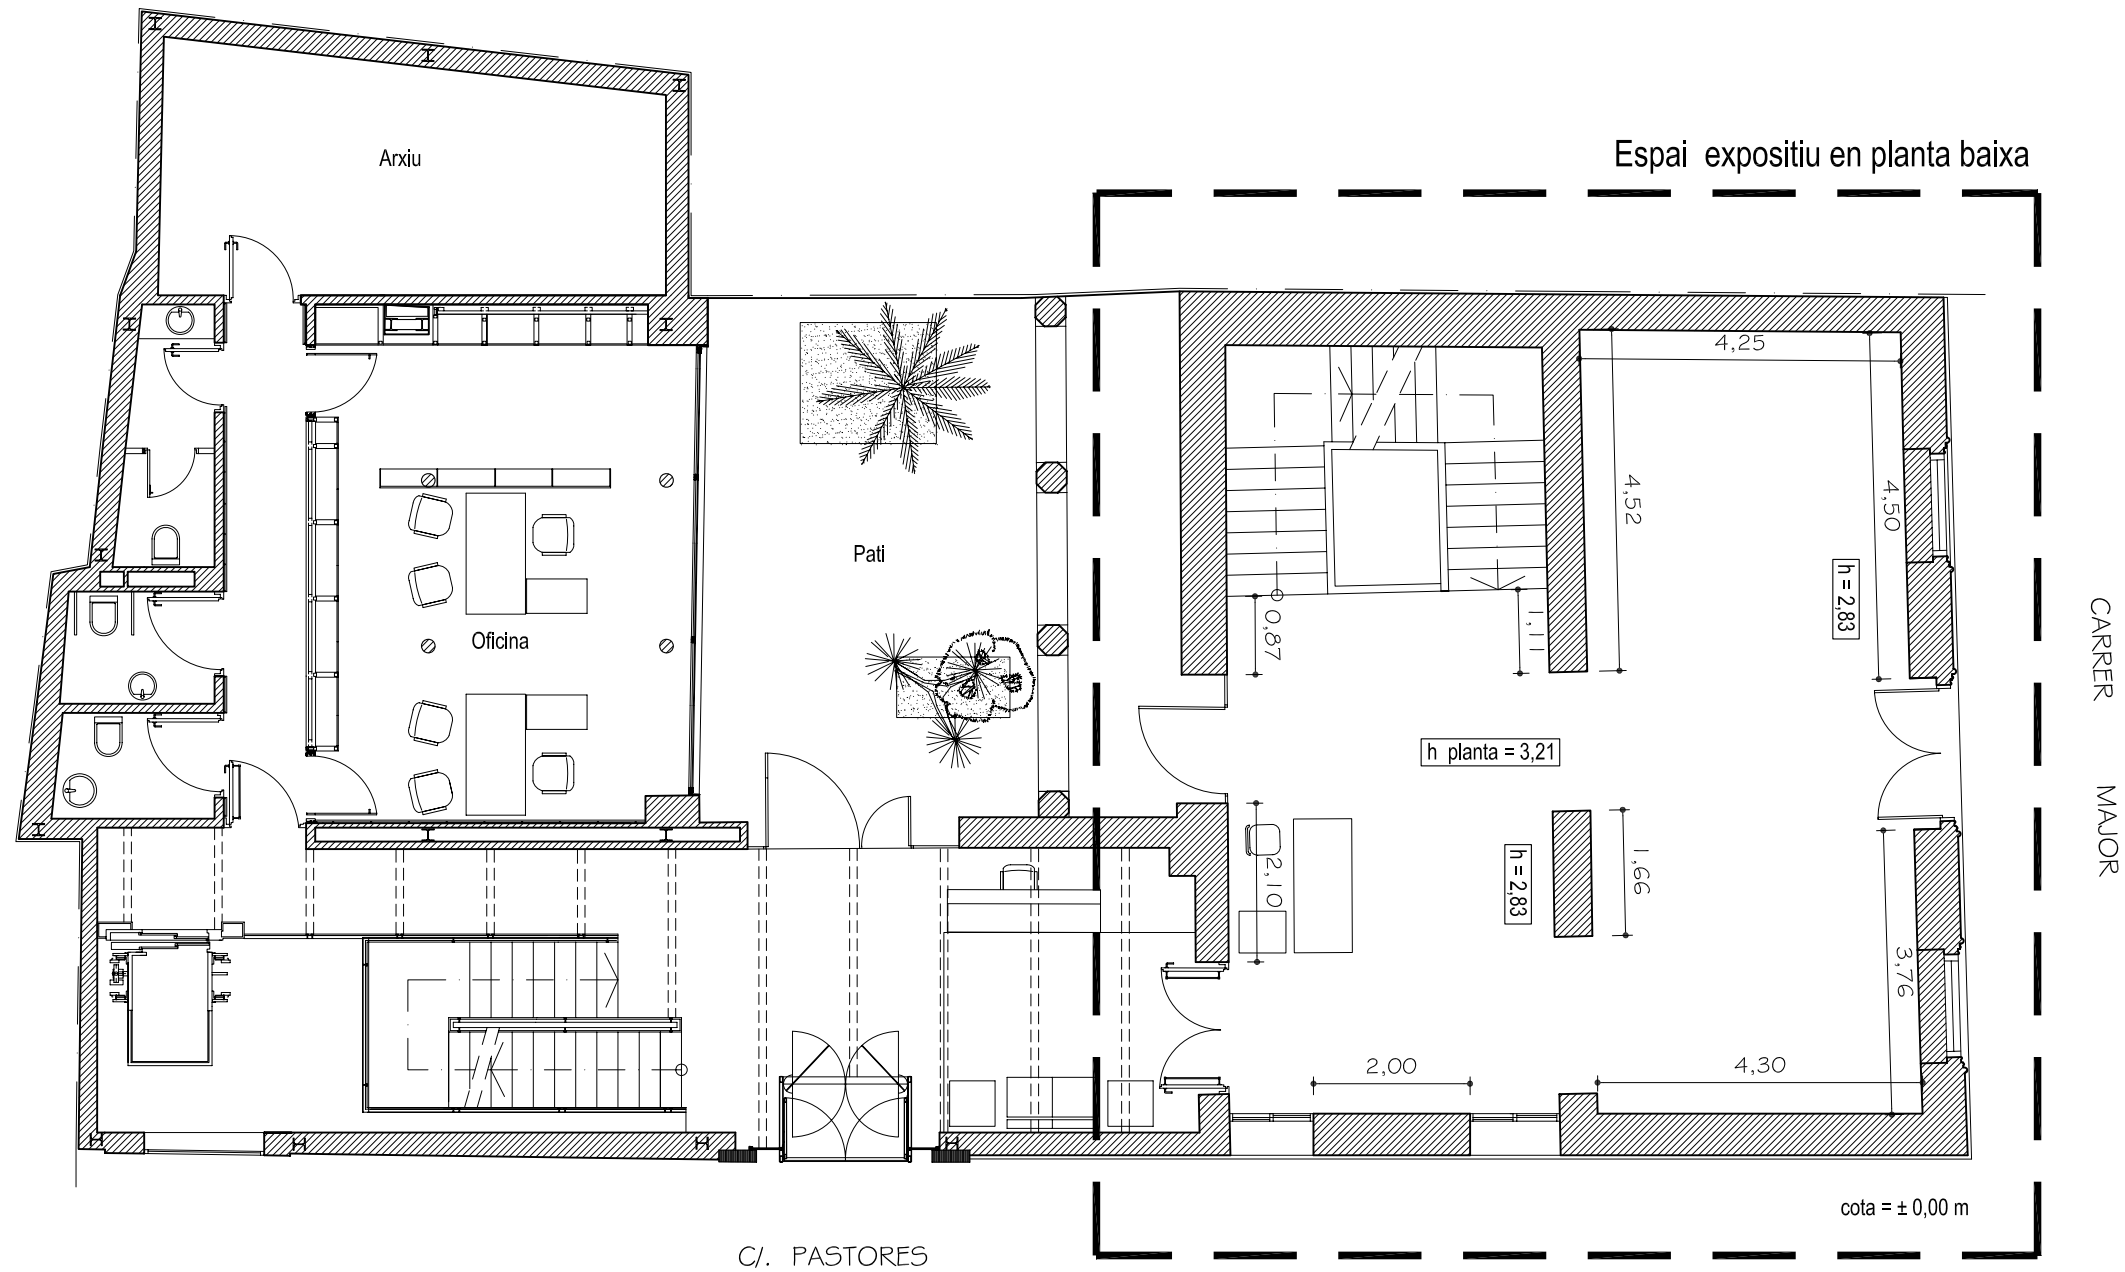 Espai expositiu en planta baixa
Arxiu
4,25
4,52
4,50
Pati
h = 2,83
0,87
1,11
Oficina
CARRER MAJOR
h planta = 3,21
2,10
h = 2,83
1,66
3,76
2,00
4,30
cota = ± 0,00 m
C/. PASTORES